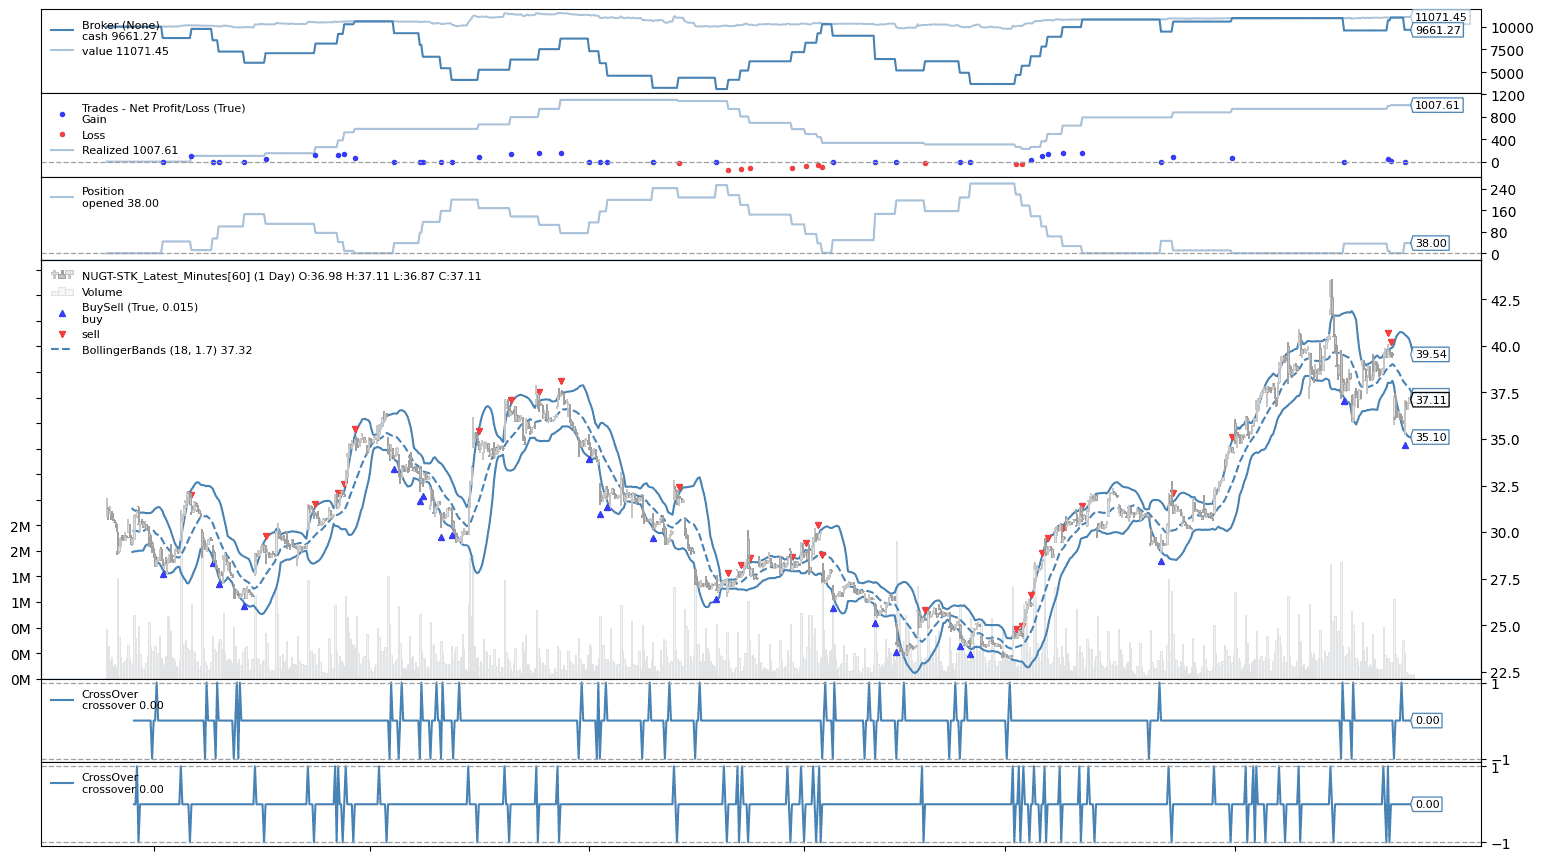 Broker (None)
cash 9661.27
value 11071.45
11071.45
9661.27
10000
7500
5000
Trades - Net Profit/Loss (True)
Gain
Loss
Realized 1007.61
1007.61
1200
800
400
0
Position
opened 38.00
38.00
240
160
80
0
NUGT-STK_Latest_Minutes[60] (1 Day) O:36.98 H:37.11 L:36.87 C:37.11
Volume
BuySell (True, 0.015)
buy
sell
BollingerBands (18, 1.7) 37.32
2M
2M
1M
1M
0M
0M
0M
42.5
40.0
37.5
35.0
32.5
30.0
27.5
25.0
22.5
39.54
37.11
35.10
CrossOver
crossover 0.00
0.00
1
−1
CrossOver
crossover 0.00
0.00
1
−1